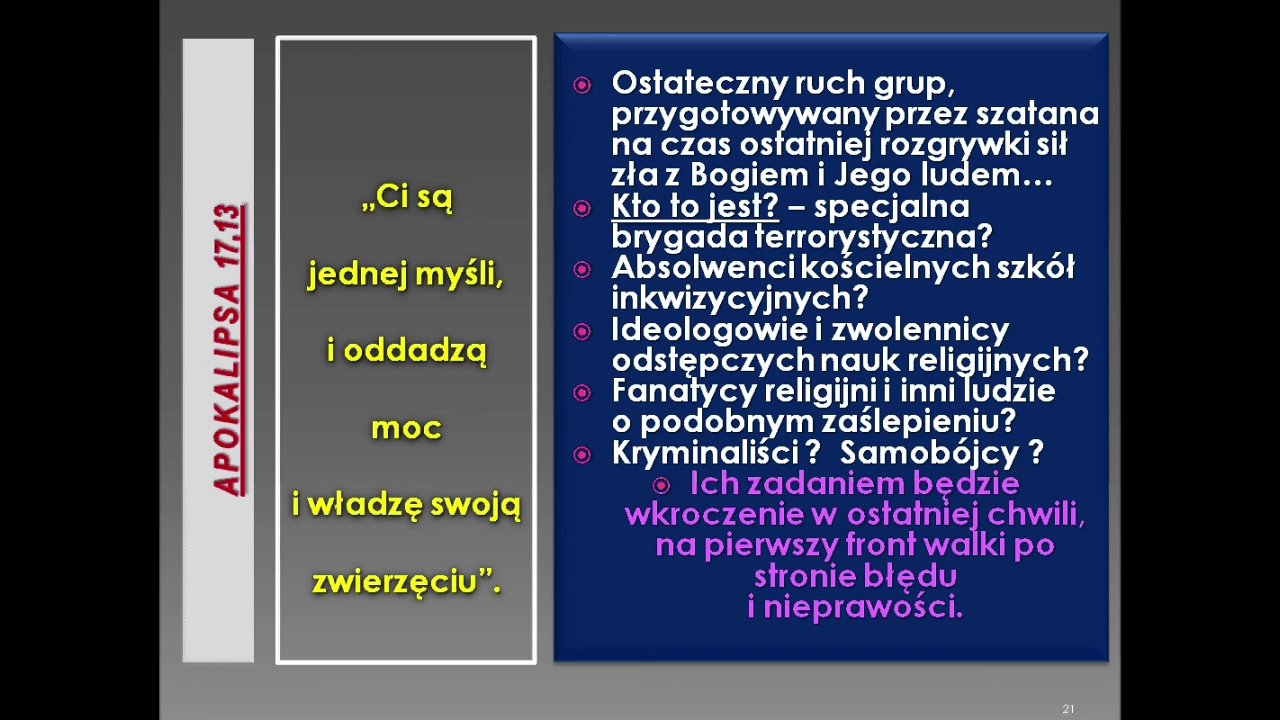 APOKALIPSA 17,13
„Ci są
jednej myśli,
i oddadzą
moc
i władzę swoją
zwierzęciu”.
Ostateczny ruch grup,
przygotowywany przez szatana
na czas ostatniej rozgrywki sił
zła z Bogiem i Jego ludem...
Kto to jest? – specjalna
brygada terrorystyczna?
Absolwenci kościelnych szkół
inkwizycyjnych?
Ideologowie i zwolennicy
odstępczych nauk religijnych?
Fanatycy religijni i inni ludzie
o podobnym zaślepieniu?
Kryminaliści ? Samobójcy ?
Ich zadaniem będzie
wkroczenie w ostatniej chwili,
na pierwszy front walki po
stronie błędu
i nieprawości.
21